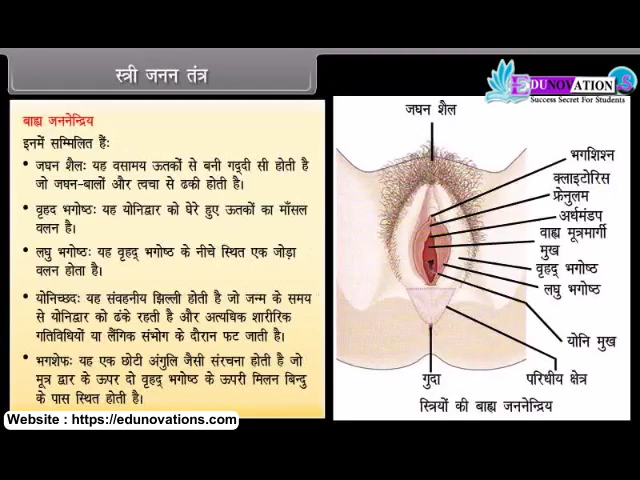 स्त्री जनन तंत्र
EDUNOVATIONS
Success Secret For Students
बाह्य जननेन्द्रिय
इनमें सम्मिलित हैंः
• जघन शैलः यह वसामय ऊतकों से बनी गद्दी सी होती है
जो जघन-बालों और त्वचा से ढकी होती है।
• वृहद भगोष्ठः यह योनिद्वार को घेरे हुए ऊतकों का माँसल
वलन है।
• लघु भगोष्ठः यह वृहद् भगोष्ठ के नीचे स्थित एक जोड़ा
वलन होता है।
• योनिच्छदः यह संवहनीय झिल्ली होती है जो जन्म के समय
से योनिद्वार को ढंके रहती है और अत्यधिक शारीरिक
गतिविधियों या लैंगिक संभोग के दौरान फट जाती है।
• भगशेफः यह एक छोटी अंगुलि जैसी संरचना होती है जो
मूत्र द्वार के ऊपर दो वृहद् भगोष्ठ के ऊपरी मिलन बिन्दु
के पास स्थित होती है।
Website : https://edunovations.com
जघन शैल
भगशिश्न
क्लाइटोरिस
फ्रेनुलम
अर्धमंडप
वाह्य मूत्रमार्गी
मुख
वृहद् भगोष्ठ
लघु भगोष्ठ
योनि मुख
गुदा
परिधीय क्षेत्र
स्त्रियों की बाह्य जननेन्द्रिय